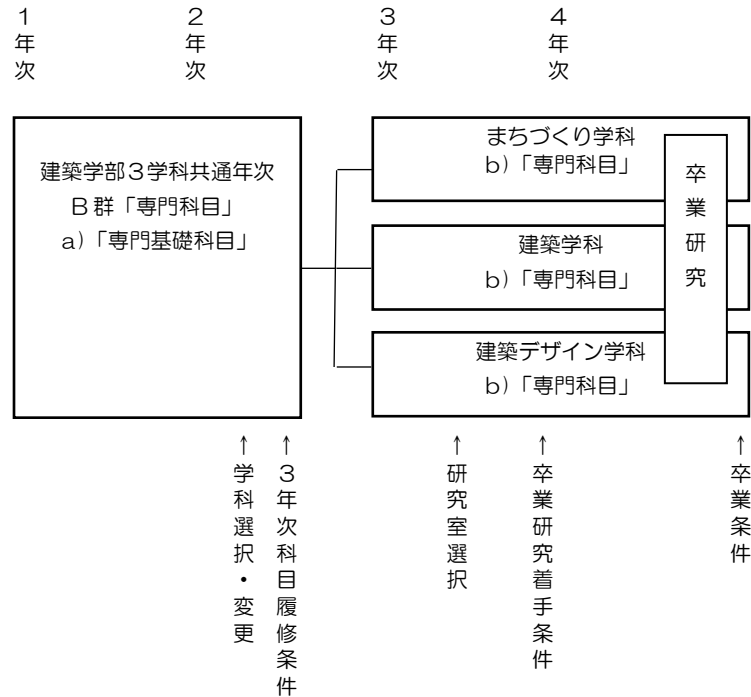 １年次
２年次
３年次
４年次
建築学部３学科共通年次
B 群「専門科目」
a）「専門基礎科目」
まちづくり学科
b）「専門科目」
建築学科
b）「専門科目」
建築デザイン学科
b）「専門科目」
卒業研究
↑学科選択・変更
↑３年次科目履修条件
↑研究室選択
↑卒業研究着手条件
↑卒業条件